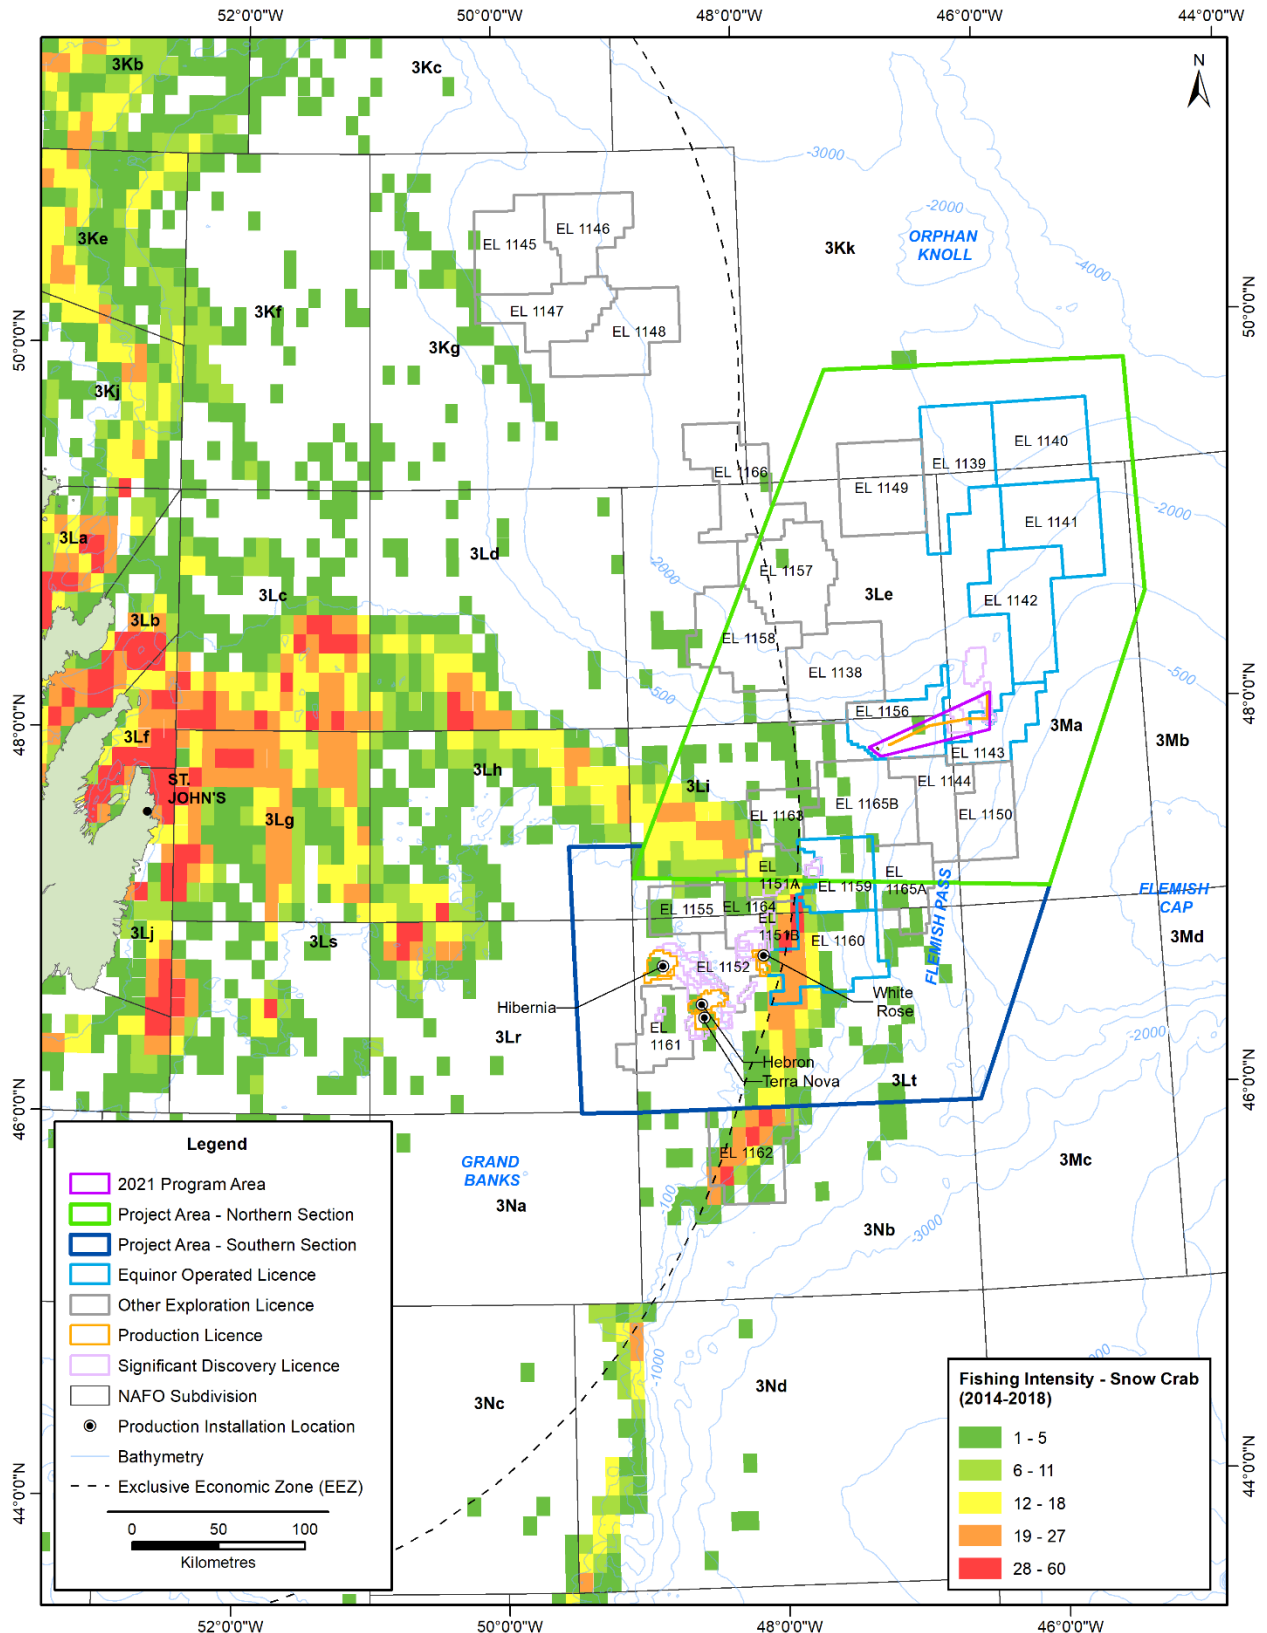 52°0'0"W
50°0'0"W
48°0'0"W
46°0'0"W
44°0'0"W
N
3Kb
3Kc
-3000
-2000
ORPHAN
KNOLL
3Ke
3Kk
EL 1145
EL 1146
-4000
3Kf
EL 1147
EL 1148
50°0'0"N
50°0'0"N
3Kg
3Kj
EL 1140
EL 1139
EL 1166
EL 1149
-2000
EL 1141
3La
3Ld
-2000
EL 1157
3Lc
3Le
EL 1142
3Lb
EL 1158
EL 1138
-500
-500
EL 1156
48°0'0"N
48°0'0"N
3Lf
3Ma
3Mb
EL 1143
3Lh
ST.
JOHN'S
3Li
EL 1144
EL 1165B
EL 1163
EL 1150
3Lg
EL
1151A
EL 1159
EL
1165A
FLEMISH PASS
FLEMISH
CAP
EL 1155
EL 1164
EL
1151B
3Lj
3Ls
EL 1160
3Md
EL 1152
Hibernia
White
Rose
3Lr
EL
1161
-2000
Hebron
Terra Nova
3Lt
46°0'0"N
46°0'0"N
EL 1162
3Mc
GRAND
BANKS
-100
3Na
3Nb
-3000
-1000
3Nc
3Nd
44°0'0"N
44°0'0"N
Legend
2021 Program Area
Project Area - Northern Section
Project Area - Southern Section
Equinor Operated Licence
Other Exploration Licence
Production Licence
Significant Discovery Licence
NAFO Subdivision
Production Installation Location
Bathymetry
Exclusive Economic Zone (EEZ)
0 50 100
Kilometres
Fishing Intensity - Snow Crab
(2014-2018)
1 - 5
6 - 11
12 - 18
19 - 27
28 - 60
52°0'0"W
50°0'0"W
48°0'0"W
46°0'0"W